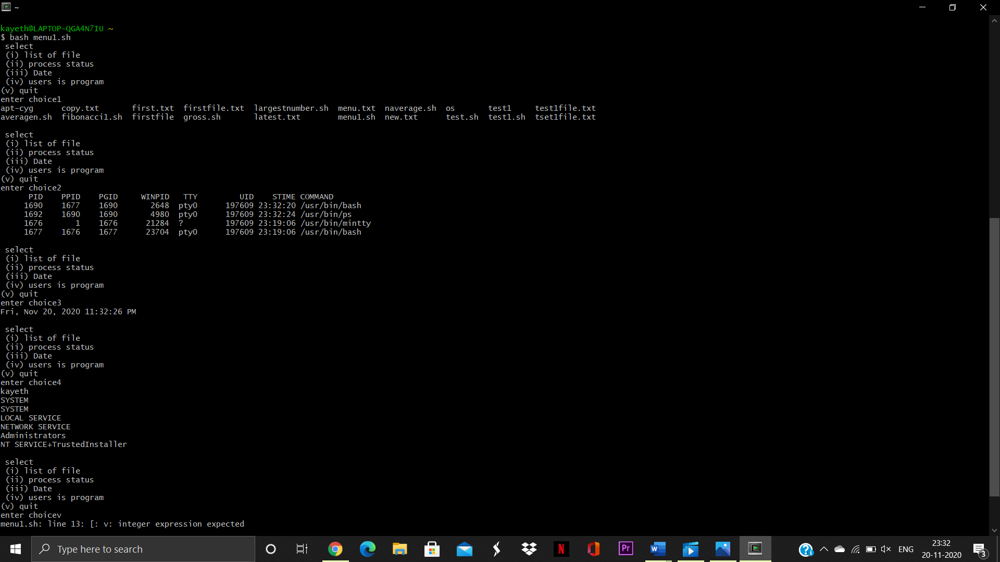 ~
kayeth@LAPTOP-QGA4N7IU ~
$ bash menu1.sh
 select
 (i) list of file
 (ii) process status
 (iii) Date
 (iv) users is program
(v) quit
enter choice1
apt-cyg      copy.txt       first.txt  firstfile.txt  largestnumber.sh  menu.txt  naverage.sh  os       test1     test1file.txt
averagen.sh  fibonacci1.sh  firstfile  gross.sh       latest.txt        menu1.sh  new.txt      test.sh  test1.sh  tset1file.txt

 select
 (i) list of file
 (ii) process status
 (iii) Date
 (iv) users is program
(v) quit
enter choice2
      PID    PPID    PGID     WINPID   TTY         UID    STIME COMMAND
     1690    1677    1690       2648  pty0      197609 23:32:20 /usr/bin/bash
     1692    1690    1690       4980  pty0      197609 23:32:24 /usr/bin/ps
     1676       1    1676      21284  ?         197609 23:19:06 /usr/bin/mintty
     1677    1676    1677      23704  pty0      197609 23:19:06 /usr/bin/bash

 select
 (i) list of file
 (ii) process status
 (iii) Date
 (iv) users is program
(v) quit
enter choice3
Fri, Nov 20, 2020 11:32:26 PM

 select
 (i) list of file
 (ii) process status
 (iii) Date
 (iv) users is program
(v) quit
enter choice4
kayeth
SYSTEM
SYSTEM
LOCAL SERVICE
NETWORK SERVICE
Administrators
NT SERVICE+TrustedInstaller

 select
 (i) list of file
 (ii) process status
 (iii) Date
 (iv) users is program
(v) quit
enter choicev
menu1.sh: line 13: [: v: integer expression expected
Type here to search
N
Pr
W
ENG
23:32
20-11-2020
3